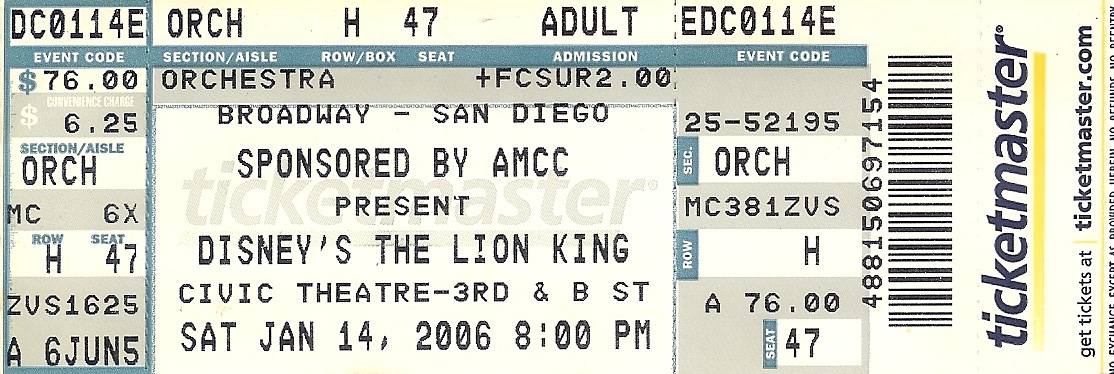 DC0114E ORCH H 47 ADULT EDC0114E
EVENT CODE SECTION/AISLE ROW/BOX SEAT ADMISSION EVENT CODE
$76.00 ORCHESTRA +FCSUR2.00
CONVENIENCE CHARGE
$ 6.25
BROADWAY - SAN DIEGO
25-52195
SECTION/AISLE
ORCH
SPONSORED BY AMCC
SEC. ORCH
ticketmaster®
MC 6X
PRESENT
MC381ZVS
ROW SEAT
H 47
DISNEY'S THE LION KING
ROW H
ZVS1625
CIVIC THEATRE-3RD & B ST
A 76.00
A 6JUN5
SAT JAN 14, 2006 8:00 PM
SEAT 47
488150697154
ticketmaster®
get tickets at ticketmaster.com